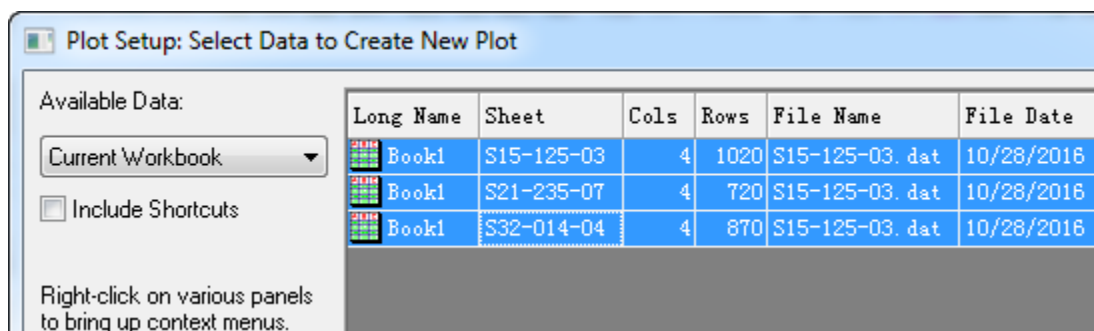 Plot Setup: Select Data to Create New Plot
Available Data:
Current Workbook
Include Shortcuts
Right-click on various panels
to bring up context menus.
Long Name Sheet Cols Rows File Name File Date
Book1 S15-125-03 4 1020 S15-125-03.dat 10/28/2016
Book1 S21-235-07 4 720 S15-125-03.dat 10/28/2016
Book1 S32-014-04 4 870 S15-125-03.dat 10/28/2016